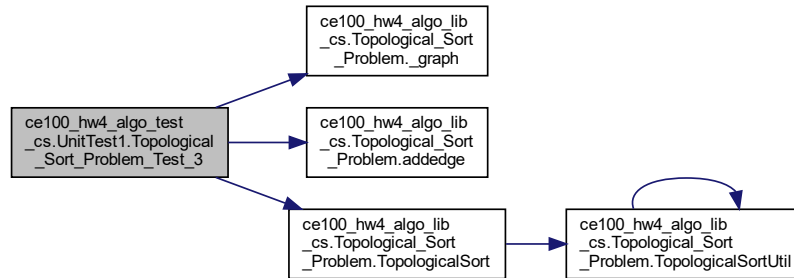 ce100_hw4_algo_lib
_cs.Topological_Sort
_Problem._graph
ce100_hw4_algo_test
_cs.UnitTest1.Topological
_Sort_Problem_Test_3
ce100_hw4_algo_lib
_cs.Topological_Sort
_Problem.addedge
ce100_hw4_algo_lib
_cs.Topological_Sort
_Problem.TopologicalSort
ce100_hw4_algo_lib
_cs.Topological_Sort
_Problem.TopologicalSortUtil